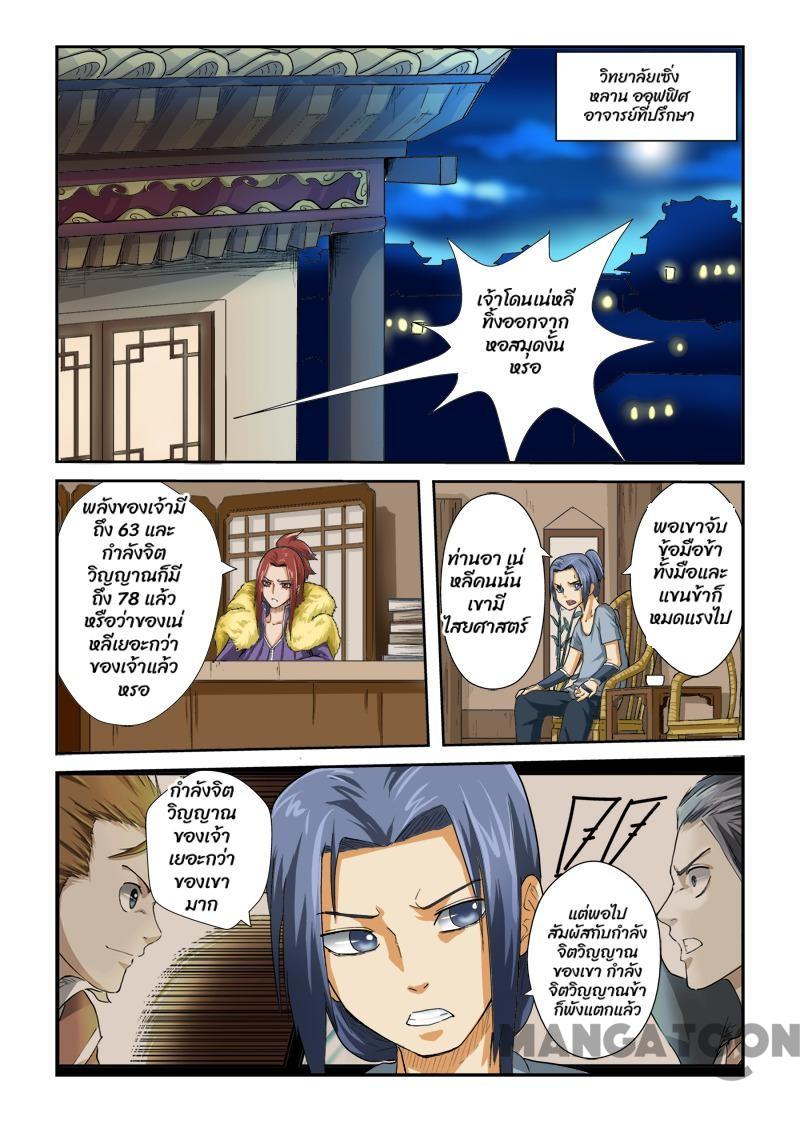 วิทยาลัยเซิ่ง
หลาน ออฟฟิศ
อาจารย์ที่ปรึกษา
เจ้าโดนเน่หลี
ทิ้งออกจาก
หอสมุดงั้น
หรอ
พลังของเจ้ามี
ถึง 63 และ
กำลังจิต
วิญญาณก็มี
ถึง 78 แล้ว
หรือว่าของเน่
หลีเยอะกว่า
ของเจ้าแล้ว
หรอ
ท่านอา เน่
หลีคนนั้น
เขามี
ไสยศาสตร์
พอเขาจับ
ข้อมือข้า
ทั้งมือและ
แขนข้าก็
หมดแรงไป
กำลังจิต
วิญญาณ
ของเจ้า
เยอะกว่า
ของเขา
มาก
แต่พอไป
สัมผัสกับกำลัง
จิตวิญญาณ
ของเขา กำลัง
จิตวิญญาณข้า
ก็พังแตกแล้ว
MANGATOON